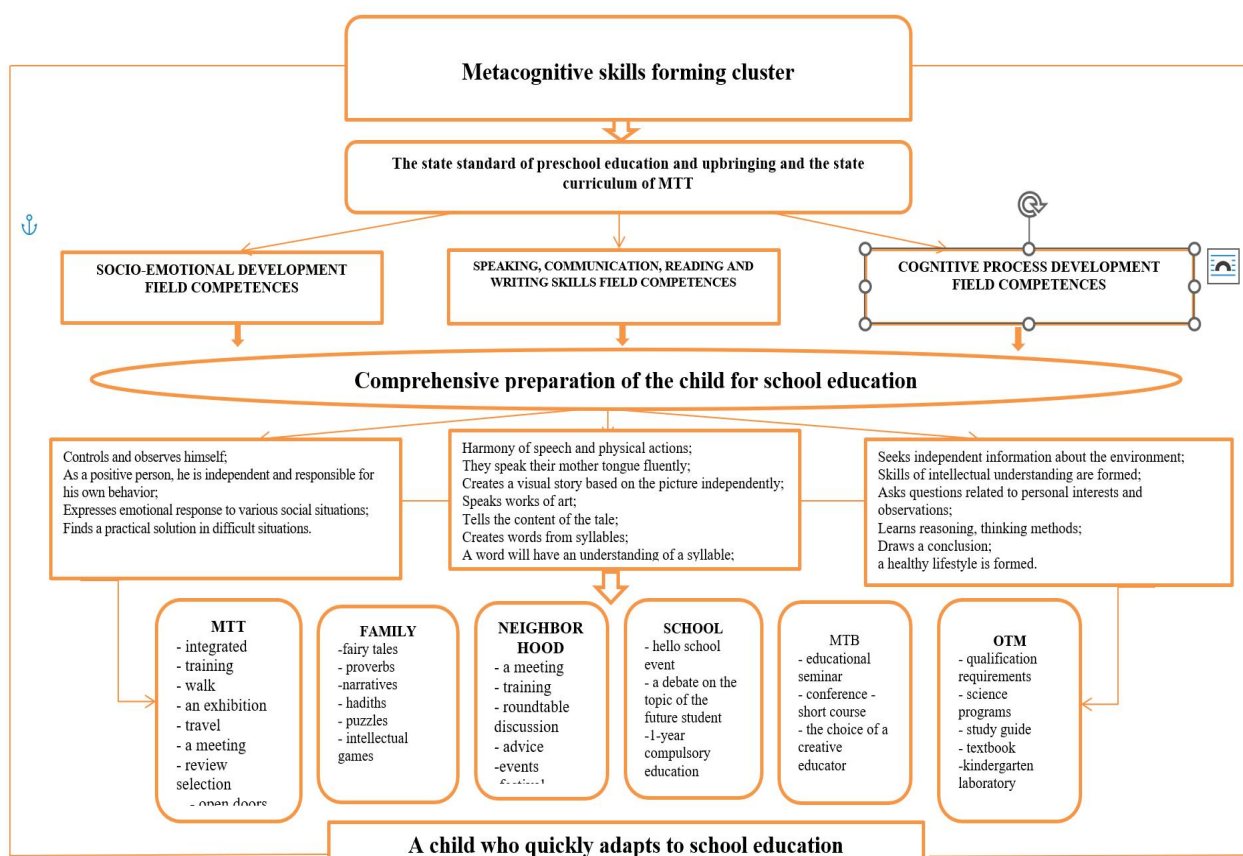 Metacognitive skills forming cluster
The state standard of preschool education and upbringing and the state
curriculum of MTT
SOCIO-EMOTIONAL DEVELOPMENT
FIELD COMPETENCES
SPEAKING, COMMUNICATION, READING AND
WRITING SKILLS FIELD COMPETENCES
COGNITIVE PROCESS DEVELOPMENT
FIELD COMPETENCES
Comprehensive preparation of the child for school education
Controls and observes himself;
As a positive person, he is independent and responsible for
his own behavior;
Expresses emotional response to various social situations;
Finds a practical solution in difficult situations.
Harmony of speech and physical actions;
They speak their mother tongue fluently;
Creates a visual story based on the picture independently;
Speaks works of art;
Tells the content of the tale;
Creates words from syllables;
A word will have an understanding of a syllable;
Seeks independent information about the environment;
Skills of intellectual understanding are formed;
Asks questions related to personal interests and
observations;
Learns reasoning, thinking methods;
Draws a conclusion;
a healthy lifestyle is formed.
MTT
- integrated
- training
- walk
- an exhibition
- travel
- a meeting
- review
selection
- open doors
FAMILY
-fairy tales
- proverbs
-narratives
- hadiths
- puzzles
- intellectual
games
NEIGHBOR
HOOD
- a meeting
- training
- roundtable
discussion
- advice
-events
-festival
SCHOOL
- hello school
event
- a debate on the
topic of the
future student
-1-year
compulsory
education
MTB
- educational
seminar
- conference -
short course
- the choice of a
creative
educator
OTM
- qualification
requirements
- science
programs
- study guide
- textbook
-kindergarten
laboratory
A child who quickly adapts to school education